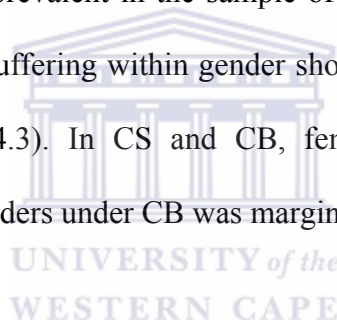 prevalent in the sample of
uffering within gender sho
4.3). In CS and CB, fem
ders under CB was margin
UNIVERSITY of the
WESTERN CAPE